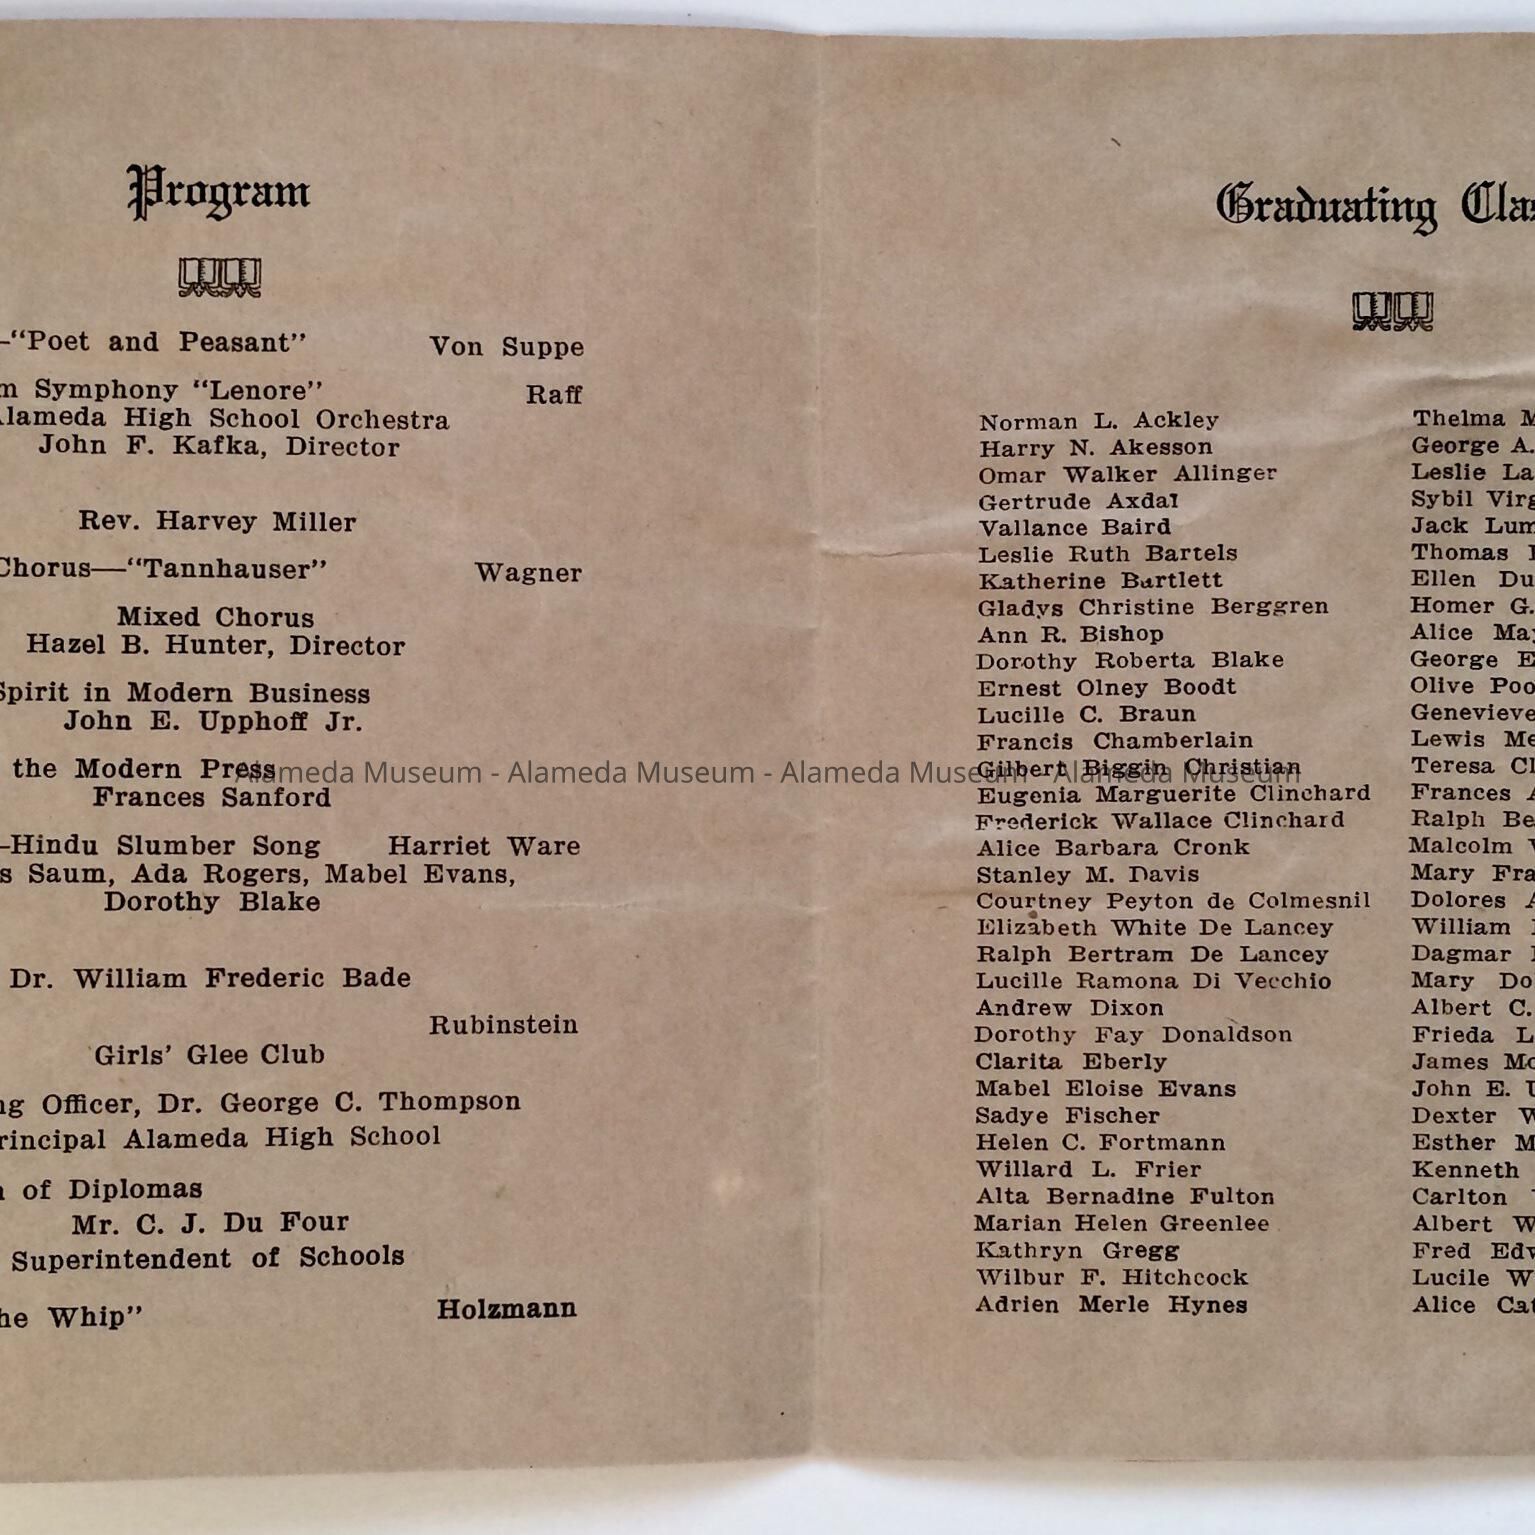 Program
"Poet and Peasant" Von Suppe
Symphony "Lenore" Raff
Alameda High School Orchestra
John F. Kafka, Director
Rev. Harvey Miller
Chorus—"Tannhauser" Wagner
Mixed Chorus
Hazel B. Hunter, Director
Spirit in Modern Business
John E. Upphoff Jr.
the Modern Press
Frances Sanford
Hindu Slumber Song Harriet Ware
Saum, Ada Rogers, Mabel Evans,
Dorothy Blake
Dr. William Frederic Bade
Rubinstein
Girls' Glee Club
Officer, Dr. George C. Thompson
Principal Alameda High School
of Diplomas
Mr. C. J. Du Four
Superintendent of Schools
Whip" Holzmann
Graduating
Norman L. Ackley
Harry N. Akesson
Omar Walker Allinger
Gertrude Axdal
Vallance Baird
Leslie Ruth Bartels
Katherine Bartlett
Gladys Christine Berggren
Ann R. Bishop
Dorothy Roberta Blake
Ernest Olney Boodt
Lucille C. Braun
Francis Chamberlain
Gilbert Biggin Christian
Eugenia Marguerite Clinchard
Frederick Wallace Clinchard
Alice Barbara Cronk
Stanley M. Davis
Courtney Peyton de Colmesnil
Elizabeth White De Lancey
Ralph Bertram De Lancey
Lucille Ramona Di Vecchio
Andrew Dixon
Dorothy Fay Donaldson
Clarita Eberly
Mabel Eloise Evans
Sadye Fischer
Helen C. Fortmann
Willard L. Frier
Alta Bernadine Fulton
Marian Helen Greenlee
Kathryn Gregg
Wilbur F. Hitchcock
Adrien Merle Hynes
Thelma
George A.
Leslie
Sybil
Jack
Thomas
Ellen
Homer G.
Alice
George
Olive
Genevieve
Lewis
Teresa
Frances
Ralph
Malcolm
Mary
Dolores
William
Dagmar
Mary
Albert C.
Frieda
James
John E.
Dexter
Esther
Kenneth
Carlton
Albert
Fred
Lucile
Alice
Alameda Museum - Alameda Museum - Alameda Museum - Alameda Museum